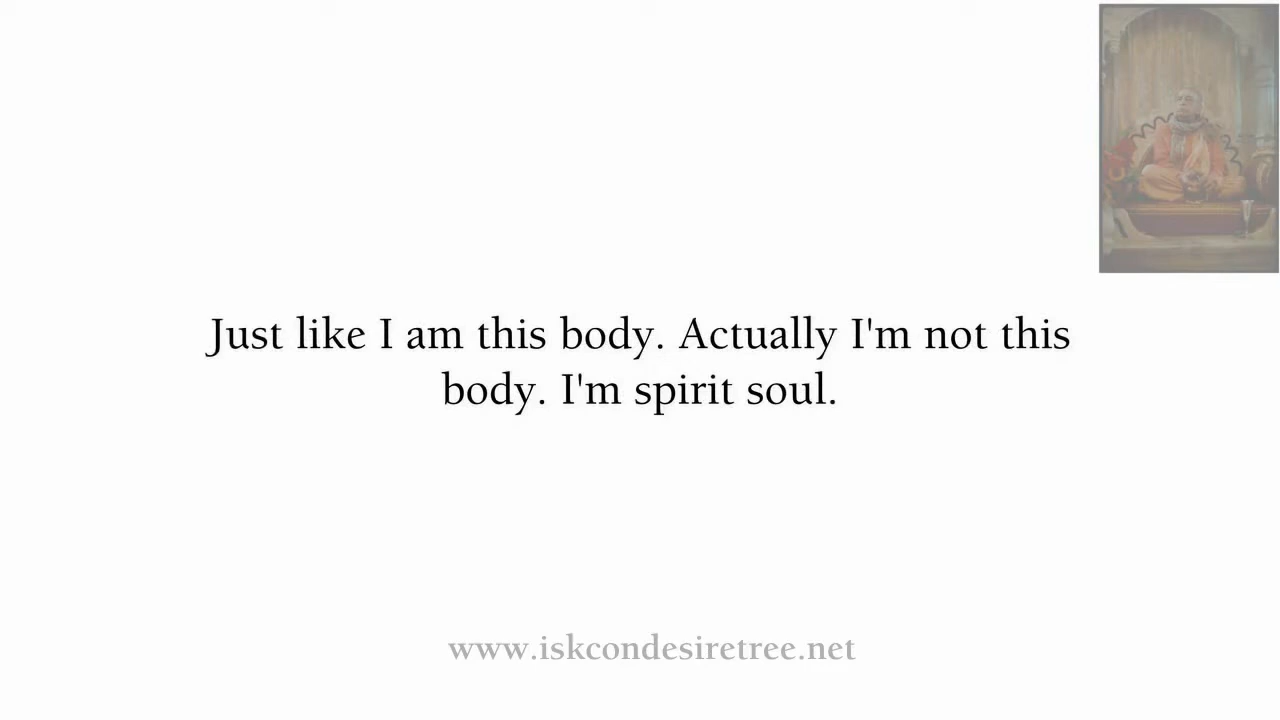 Just like I am this body. Actually I'm not this
body. I'm spirit soul.
www.iskcondesiretree.net